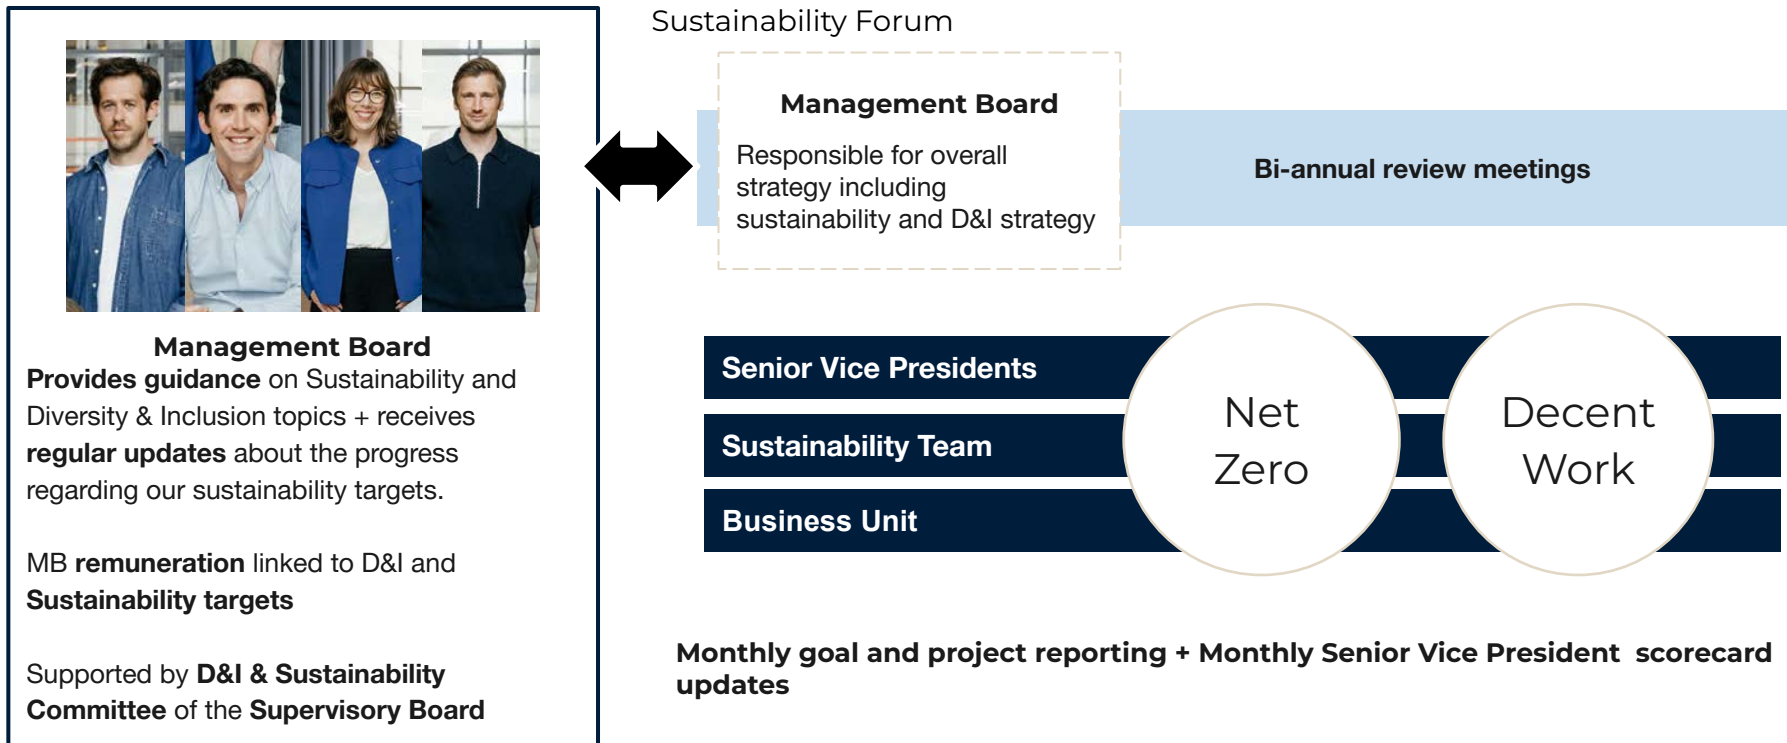 Management Board
Provides guidance on Sustainability and
Diversity & Inclusion topics + receives
regular updates about the progress
regarding our sustainability targets.
MB remuneration linked to D&I and
Sustainability targets
Supported by D&I & Sustainability
Committee of the Supervisory Board
Sustainability Forum
Management Board
Responsible for overall
strategy including
sustainability and D&I strategy
Bi-annual review meetings
Senior Vice Presidents
Sustainability Team
Business Unit
Net
Zero
Decent
Work
Monthly goal and project reporting + Monthly Senior Vice President  scorecard
updates